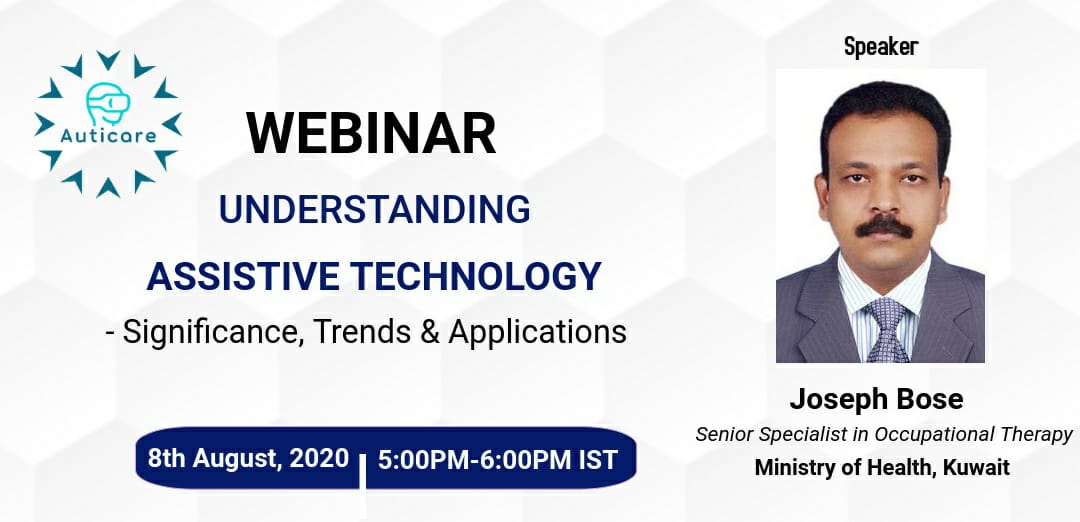 Auticare
WEBINAR
UNDERSTANDING
ASSISTIVE TECHNOLOGY
- Significance, Trends & Applications
8th August, 2020
5:00PM-6:00PM IST
Speaker
Joseph Bose
Senior Specialist in Occupational Therapy
Ministry of Health, Kuwait